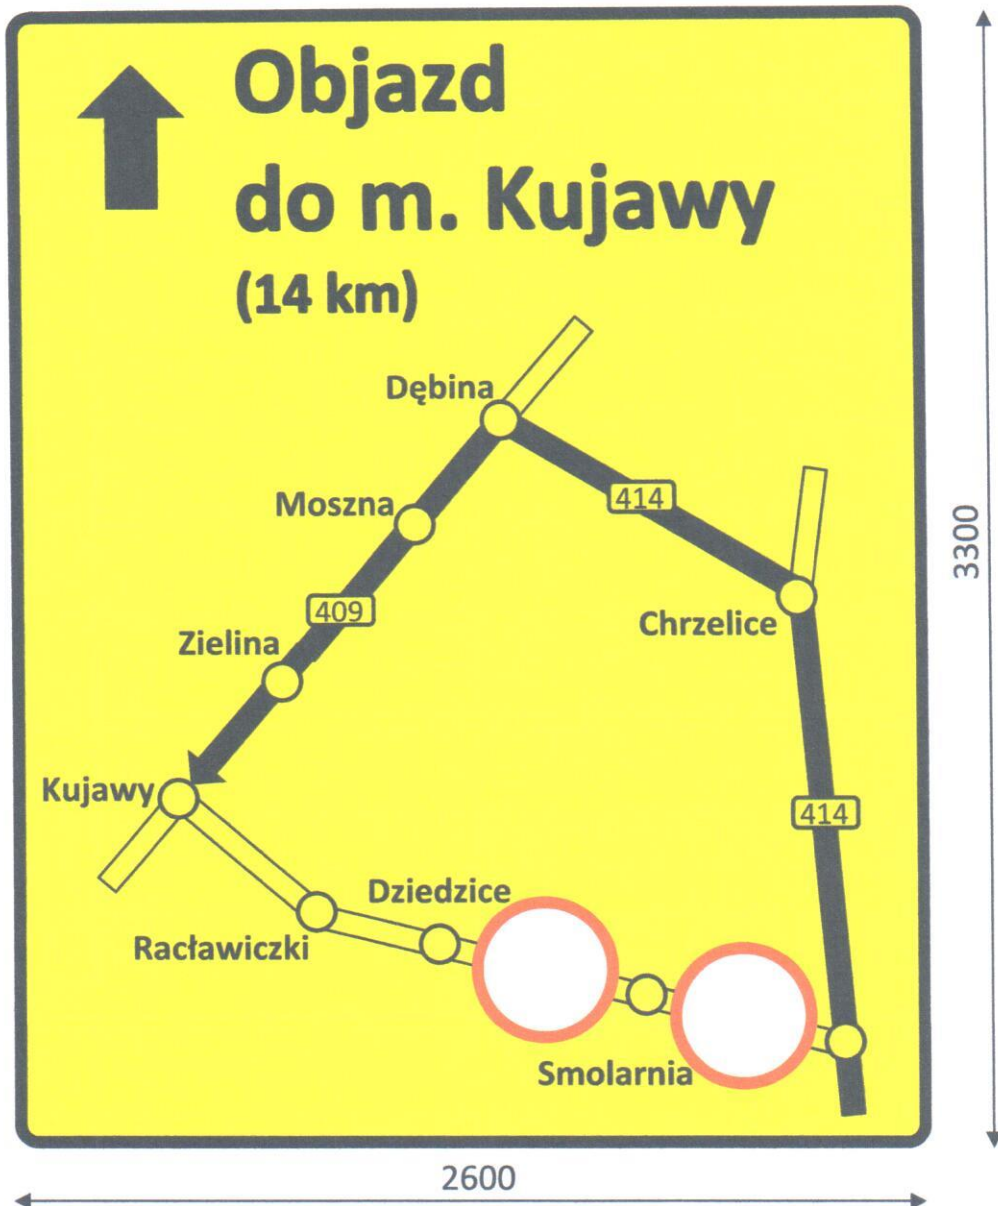 Objazd
do m. Kujawy
(14 km)
Dębina
414
Moszna
409
Chrzelice
Zielina
Kujawy
414
Dziedzice
Racławiczki
Smolarnia
3300
2600